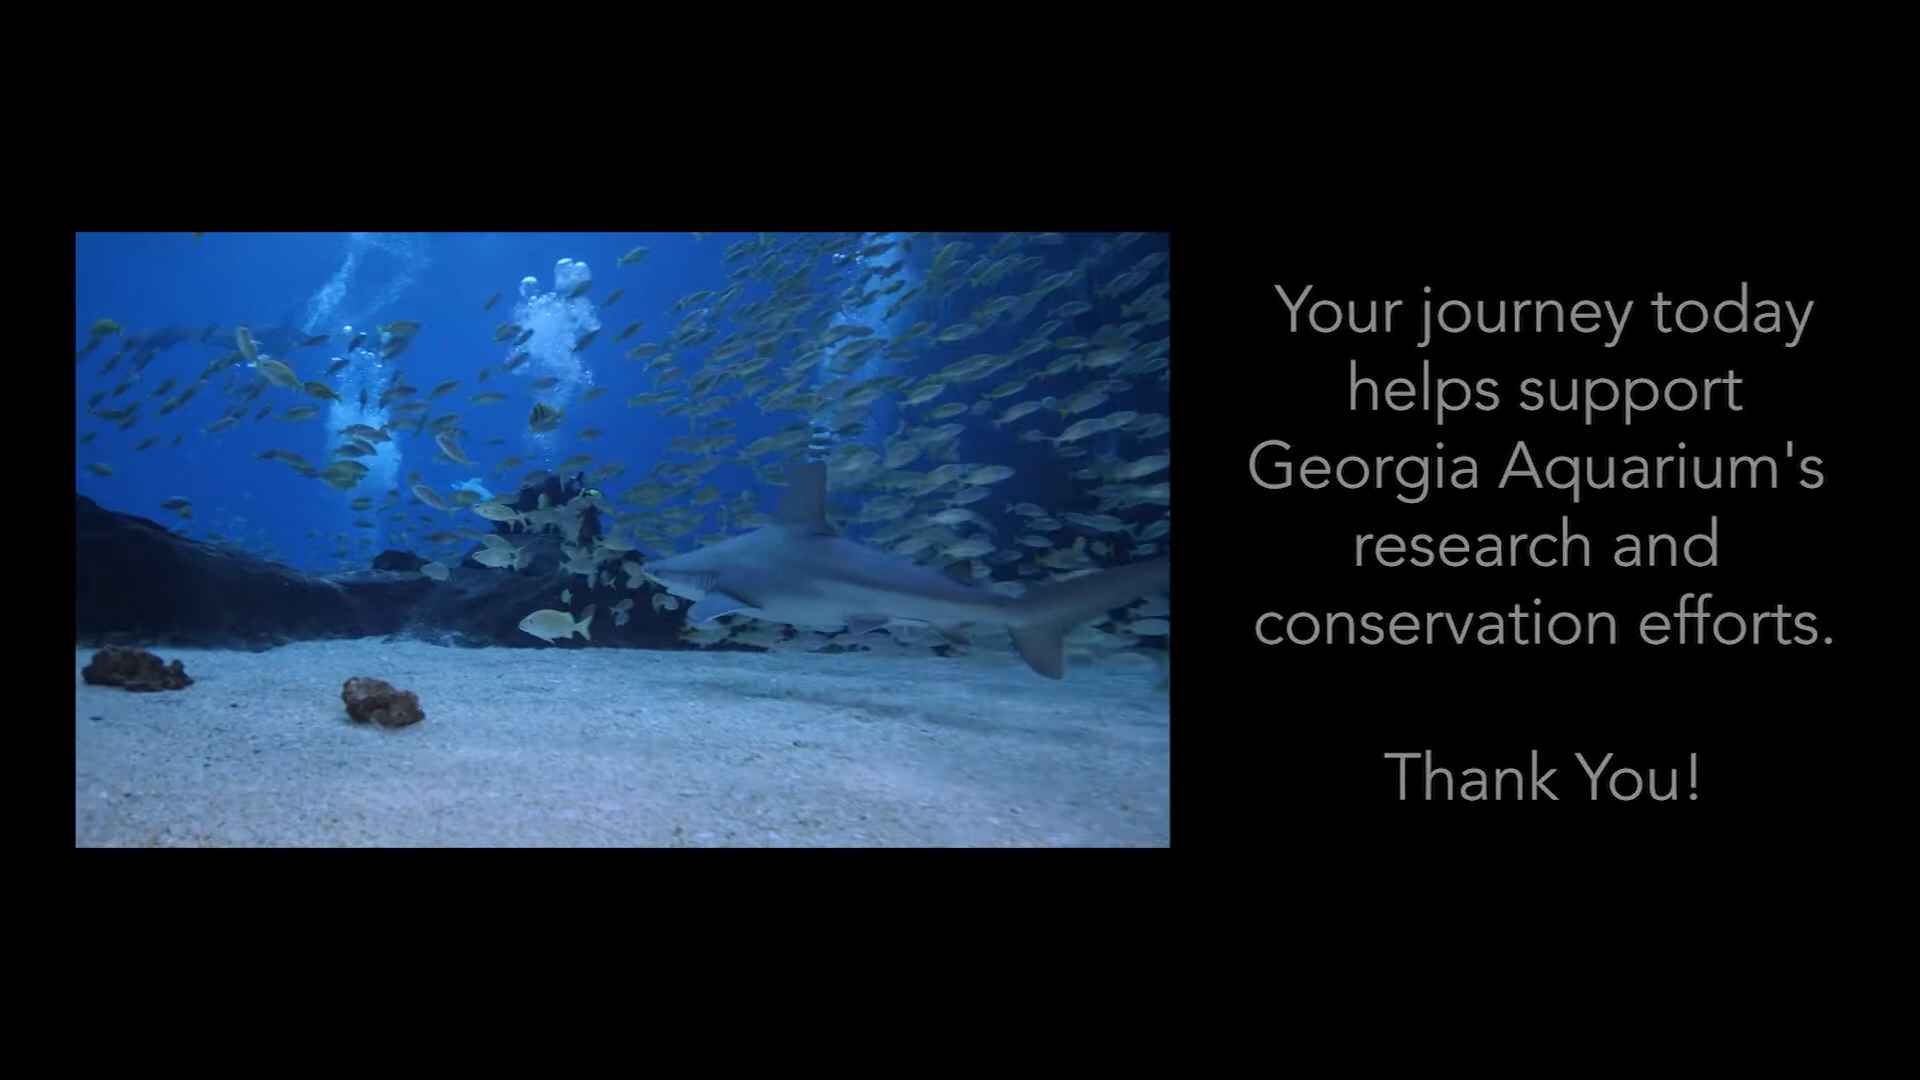 Your journey today
helps support
Georgia Aquarium's
research and
conservation efforts.
Thank You!